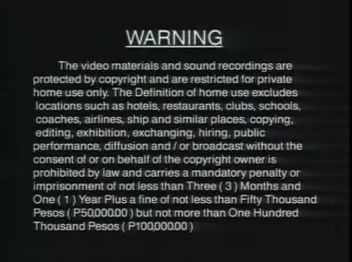 WARNING
The video materials and sound recordings are
protected by copyright and are restricted for private
home use only. The Definition of home use excludes
locations such as hotels, restaurants, clubs, schools,
coaches, airlines, ship and similar places, copying,
editing, exhibition, exchanging, hiring, public
performance, diffusion and / or broadcast without the
consent of or on behalf of the copyright owner is
prohibited by law and carries a mandatory penalty or
imprisonment of not less than Three ( 3 ) Months and
One ( 1 ) Year Plus a fine of not less than Fifty Thousand
Pesos ( P50,000.00 ) but not more than One Hundred
Thousand Pesos ( P100,000.00 )